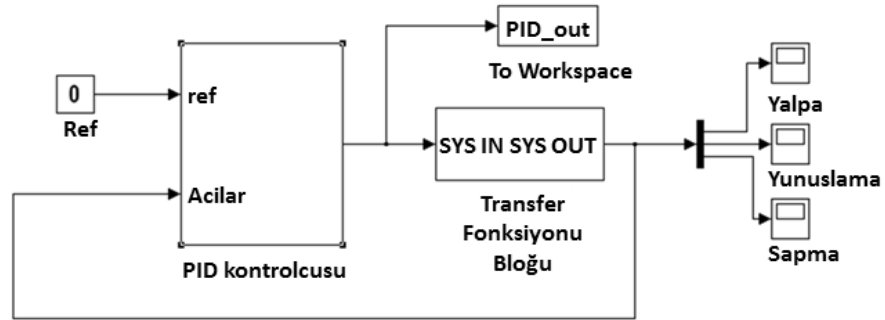 PID_out
To Workspace
0
Ref
ref
Acilar
PID kontrolcusu
SYS IN SYS OUT
Transfer
Fonksiyonu
Bloğu
Yalpa
Yunuslama
Sapma